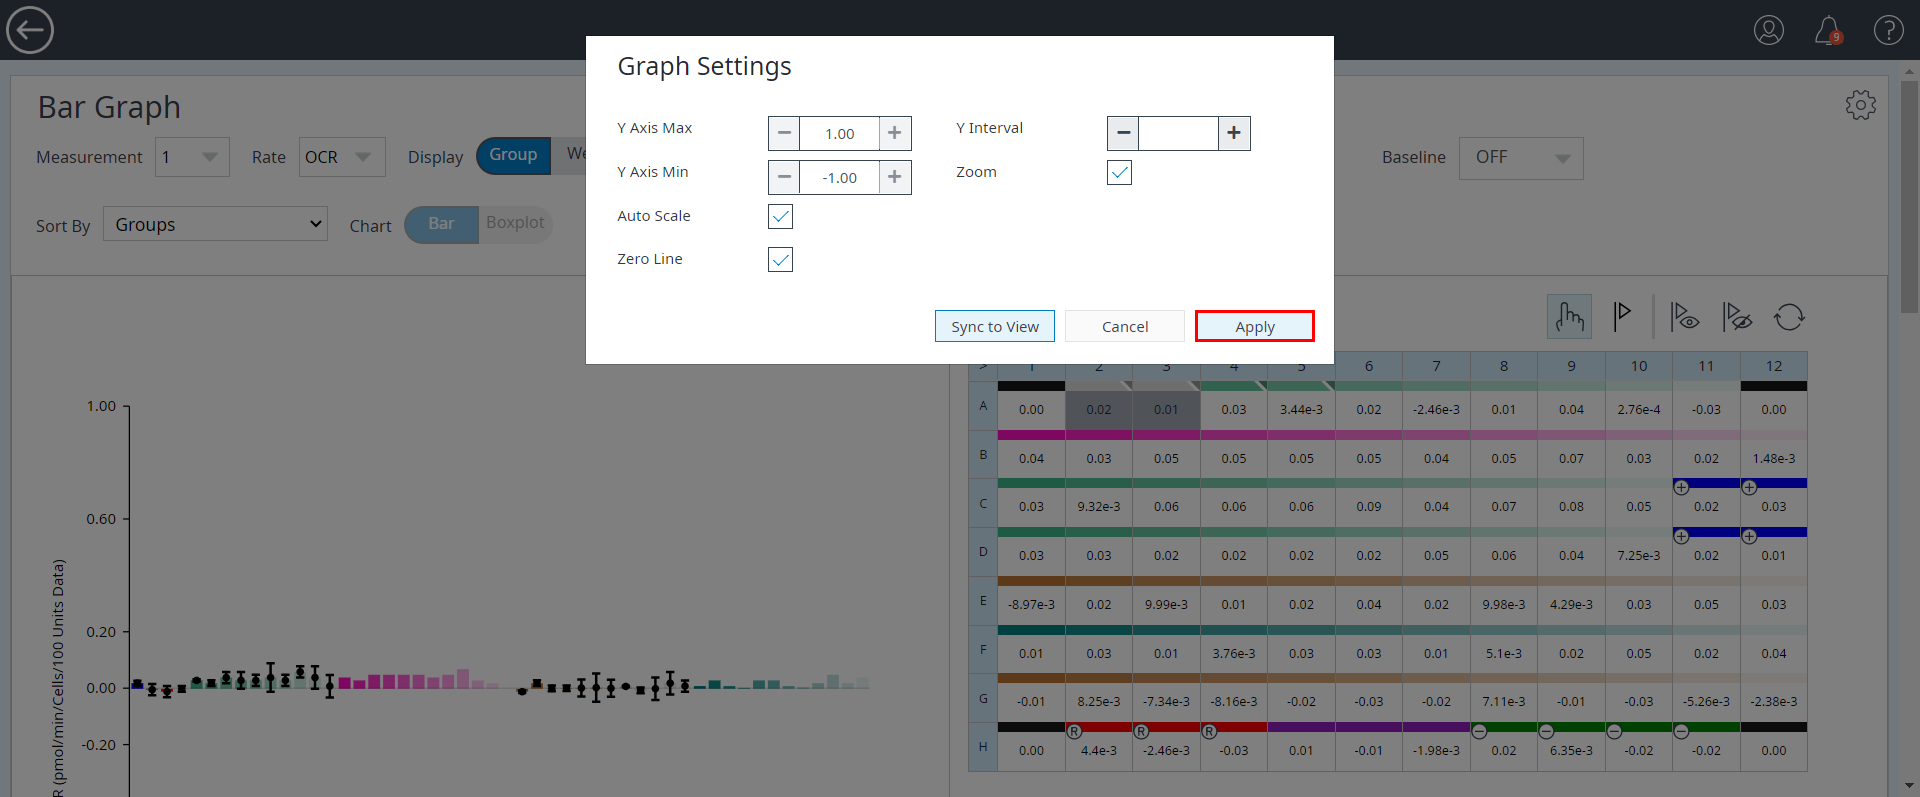 9
Graph Settings
Bar Graph
Y Axis Max 1.00 Y Interval
Measurement 1 Rate OCR Display Group We Baseline OFF
Y Axis Min -1.00 Zoom
Auto Scale
Sort By Groups Chart Bar Boxplot
Zero Line
Sync to View Cancel Apply
> 1 2 3 4 5 6 7 8 9 10 11 12
A 0.00 0.02 0.01 0.03 3.44e-3 0.02 -2.46e-3 0.01 0.04 2.76e-4 -0.03 0.00
B 0.04 0.03 0.05 0.05 0.05 0.05 0.04 0.05 0.07 0.03 0.02 1.48e-3
C 0.03 9.32e-3 0.06 0.06 0.06 0.09 0.04 0.07 0.08 0.05 0.02 0.03
D 0.03 0.03 0.02 0.02 0.02 0.02 0.05 0.06 0.04 7.25e-3 0.02 0.01
E -8.97e-3 0.02 9.99e-3 0.01 0.02 0.04 0.02 9.98e-3 4.29e-3 0.03 0.05 0.03
F 0.01 0.03 0.01 3.76e-3 0.03 0.03 0.01 5.1e-3 0.02 0.05 0.02 0.04
G -0.01 8.25e-3 -7.34e-3 -8.16e-3 -0.02 -0.03 -0.02 7.11e-3 -0.01 -0.03 -5.26e-3 -2.38e-3
R R R
H 0.00 4.4e-3 -2.46e-3 -0.03 0.01 -0.01 -1.98e-3 0.02 6.35e-3 -0.02 -0.02 0.00
1.00
0.60
0.20
0.00
-0.20
R (pmol/min/Cells/100 Units Data)